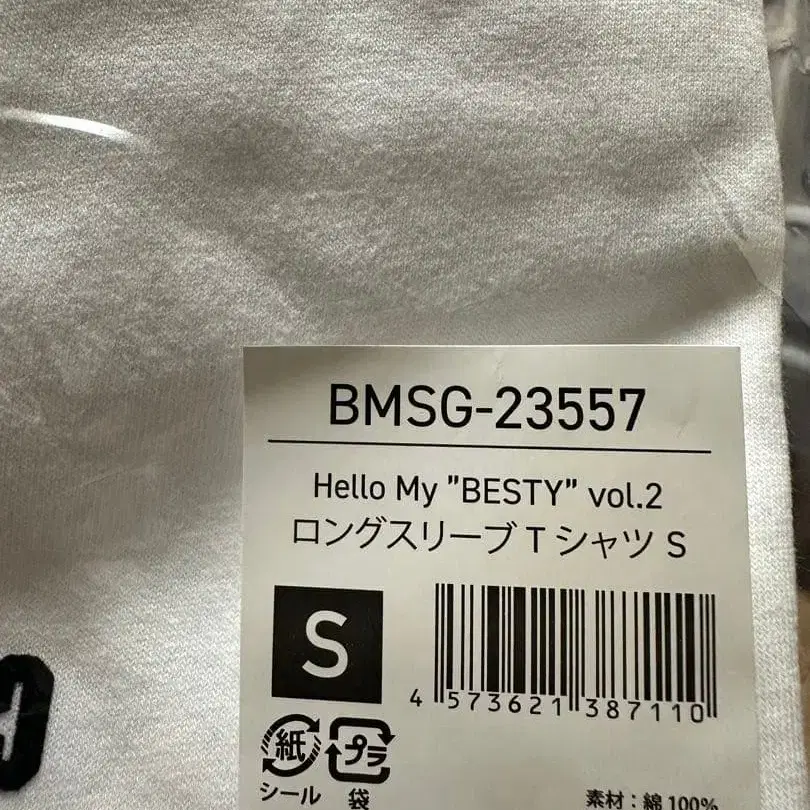 BMSG-23557
Hello My "BESTY" vol.2
ロングスリーブ T シャツ S
S
4 573621 387110
紙 プラ
シール 袋
素材：綿 100%